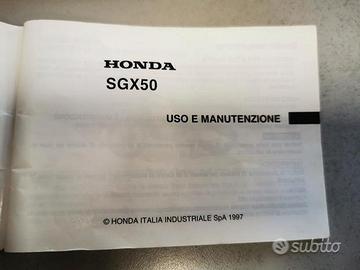 HONDA
SGX50
USO E MANUTENZIONE
© HONDA ITALIA INDUSTRIALE SpA 1997
subito